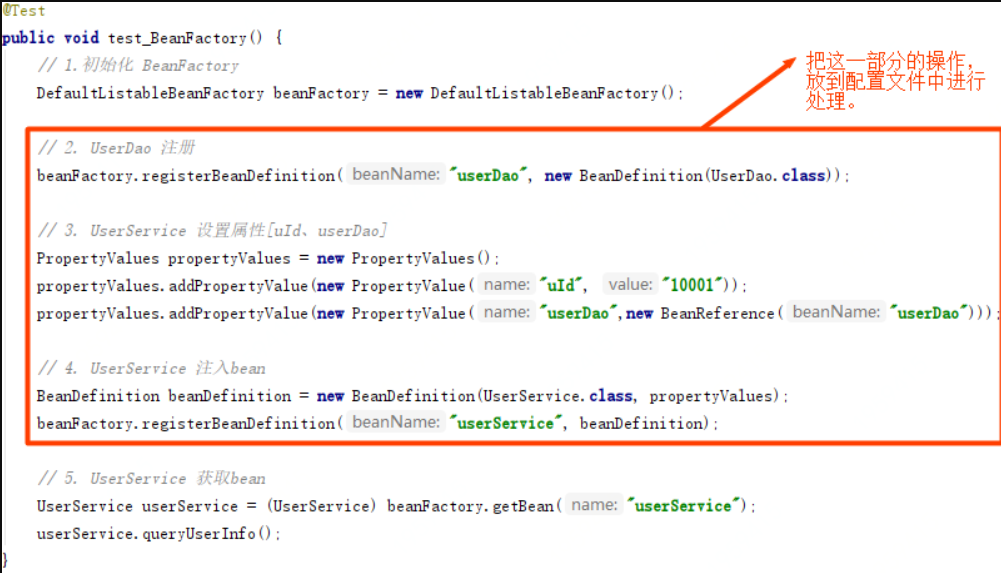 @Test
public void test_BeanFactory() {
// 1.初始化 BeanFactory
DefaultListableBeanFactory beanFactory = new DefaultListableBeanFactory();
把这一部分的操作，
放到配置文件中进行
处理。
// 2. UserDao 注册
beanFactory.registerBeanDefinition( beanName: "userDao", new BeanDefinition(UserDao.class));
// 3. UserService 设置属性[uId、userDao]
PropertyValues propertyValues = new PropertyValues();
propertyValues.addPropertyValue(new PropertyValue( name: "uId", value: "10001"));
propertyValues.addPropertyValue(new PropertyValue( name: "userDao",new BeanReference( beanName: "userDao")));
// 4. UserService 注入bean
BeanDefinition beanDefinition = new BeanDefinition(UserService.class, propertyValues);
beanFactory.registerBeanDefinition( beanName: "userService", beanDefinition);
// 5. UserService 获取bean
UserService userService = (UserService) beanFactory.getBean( name: "userService");
userService.queryUserInfo();
}